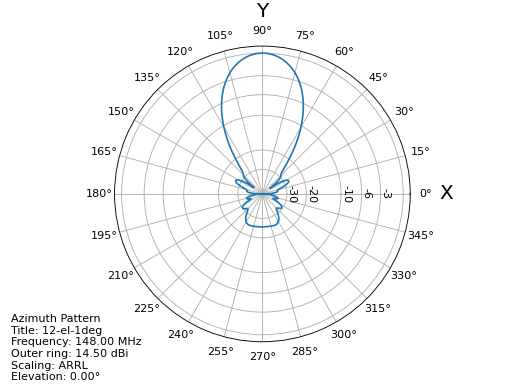 Y
90°
105° 75°
120° 60°
135° 45°
150° 30°
165° 15°
180° -30 -20 -10 -6 -3 0° X
195° 345°
210° 330°
225° 315°
240° 300°
255° 285°
270°
Azimuth Pattern
Title: 12-el-1deg
Frequency: 148.00 MHz
Outer ring: 14.50 dBi
Scaling: ARRL
Elevation: 0.00°